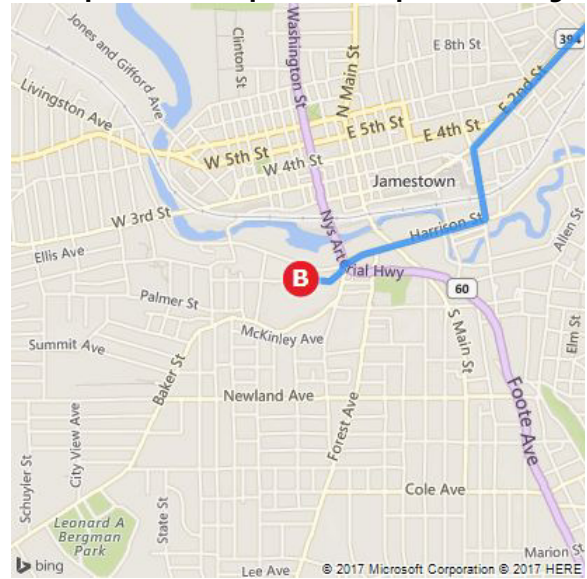 Jones and Gifford Ave
Clinton St
Washington St
N Main St
E 8th St
394
E 2nd St
Livingston Ave
E 5th St
E 4th St
W 5th St
W 4th St
Jamestown
W 3rd St
Nys Art
rial Hwy
Harrison St
Allen St
Ellis Ave
B
60
Palmer St
McKinley Ave
S Main St
Elm St
Summit Ave
Baker St
Newland Ave
Forest Ave
Foote Ave
City View Ave
Schuyler St
State St
Cole Ave
Leonard A
Bergman
Park
Marion St
bing
Lee Ave
© 2017 Microsoft Corporation © 2017 HERE